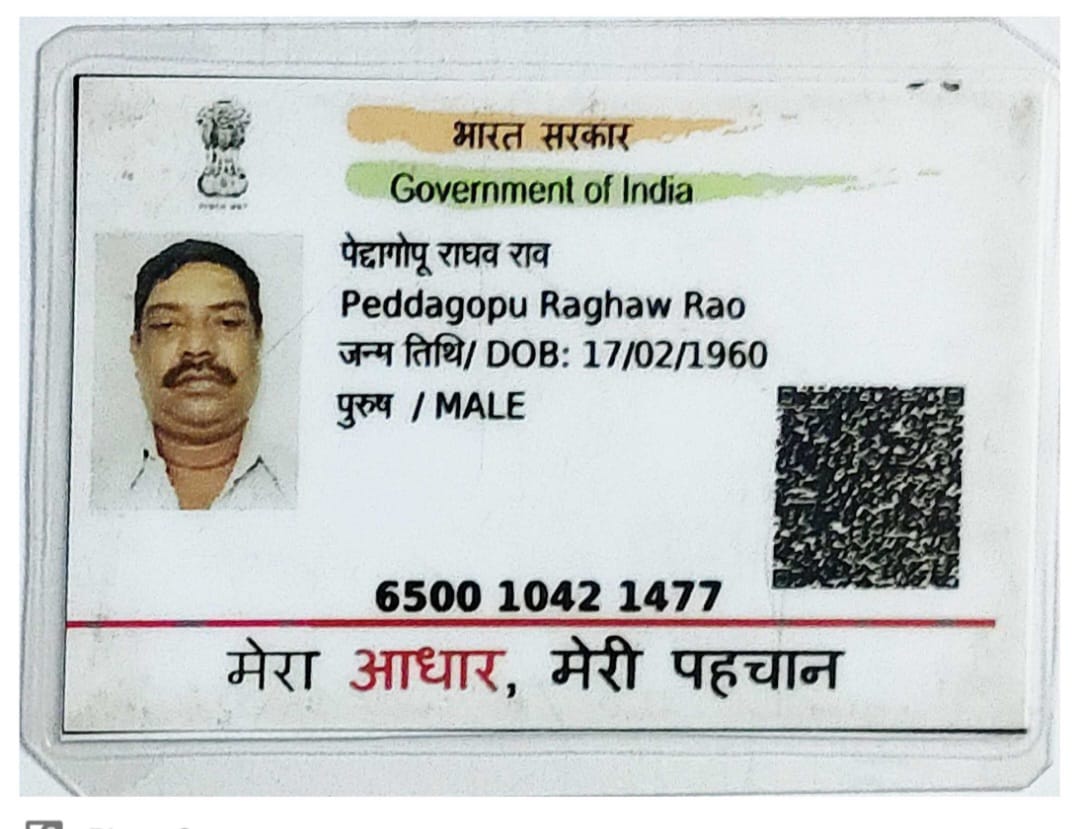 भारत सरकार
Government of India
पेद्दागोपू राघव राव
Peddagopu Raghaw Rao
जन्म तिथि/ DOB: 17/02/1960
पुरुष / MALE
6500 1042 1477
मेरा आधार, मेरी पहचान